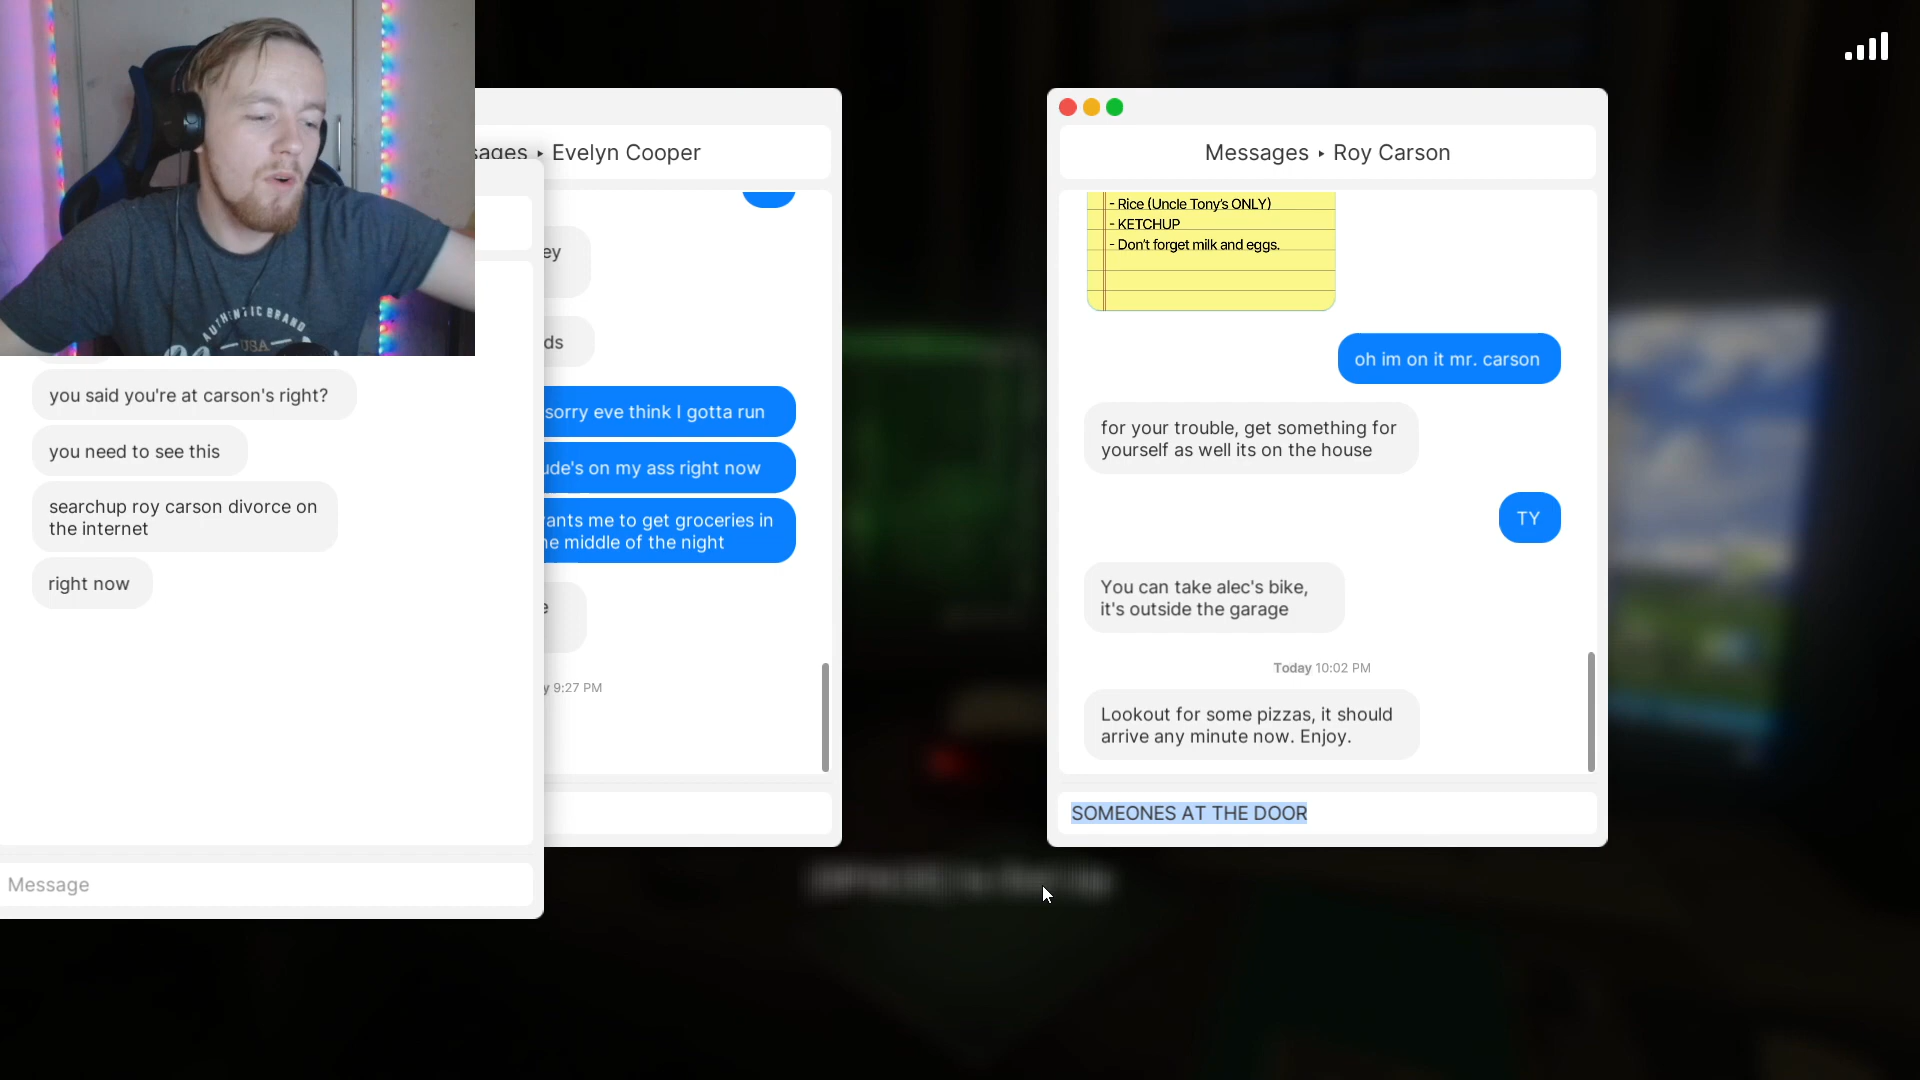 AUTHENTIC BRAND
USA
you said you're at carson's right?
you need to see this
searchup roy carson divorce on
the internet
right now
Message
sages ▸ Evelyn Cooper
ey
ds
sorry eve think I gotta run
ude's on my ass right now
ants me to get groceries in
e middle of the night
e
y 9:27 PM
Messages ▸ Roy Carson
- Rice (Uncle Tony's ONLY)
- KETCHUP
- Don't forget milk and eggs.
oh im on it mr. carson
for your trouble, get something for
yourself as well its on the house
TY
You can take alec's bike,
it's outside the garage
Today 10:02 PM
Lookout for some pizzas, it should
arrive any minute now. Enjoy.
SOMEONES AT THE DOOR